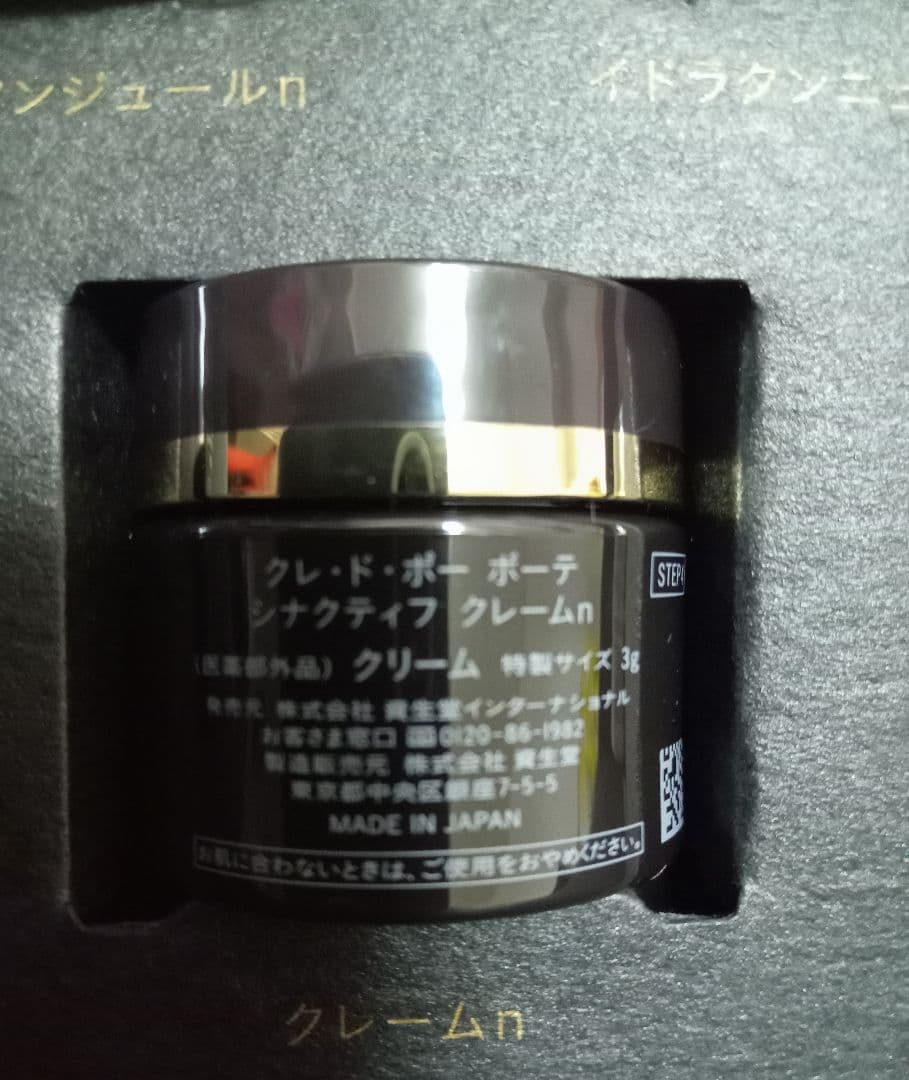 ンジュールn
イドラタンニュ
クレ・ド・ポー ボーテ
シナクティフ クレームn
(医薬部外品) クリーム 特製サイズ 3g
発売元 株式会社 資生堂インターナショナル
お客さま窓口 0120-86-1982
製造販売元 株式会社 資生堂
東京都中央区銀座7-5-5
MADE IN JAPAN
お肌に合わないときは、ご使用をおやめください。
STEP4
クレームn